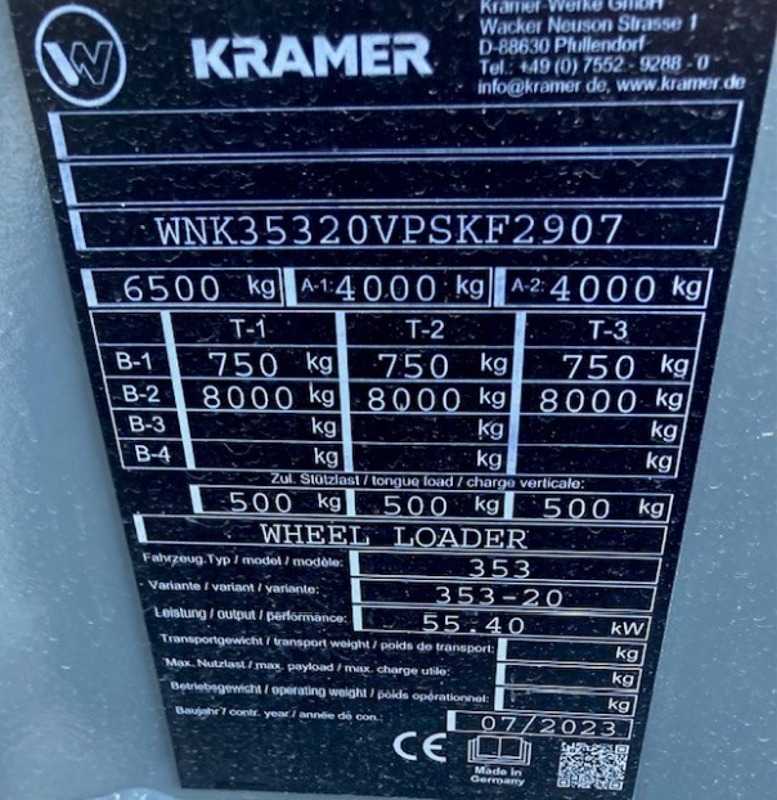 Kramer-Werke GmbH
Wacker Neuson Strasse 1
D-88630 Pfullendorf
Tel.: +49 (0) 7552 - 9288 - 0
info@kramer.de, www.kramer.de
KRAMER
WNK35320VPSKF2907
6500 kg A-1: 4000 kg A-2: 4000 kg
T-1 T-2 T-3
B-1 750 kg 750 kg 750 kg
B-2 8000 kg 8000 kg 8000 kg
B-3 kg kg kg
B-4 kg kg kg
Zul. Stützlast / tongue load / charge verticale:
500 kg 500 kg 500 kg
WHEEL LOADER
Fahrzeug.Typ / model / modèle: 353
Variante / variant / variante: 353-20
Leistung / output / performance: 55.40 kW
Transportgewicht / transport weight / poids de transport: kg
Max. Nutzlast / max. payload / max. charge utile: kg
Betriebsgewicht / operating weight / poids opérationnel: kg
Baujahr / contr. year / année de con.: 07/2023
CE
Made in
Germany